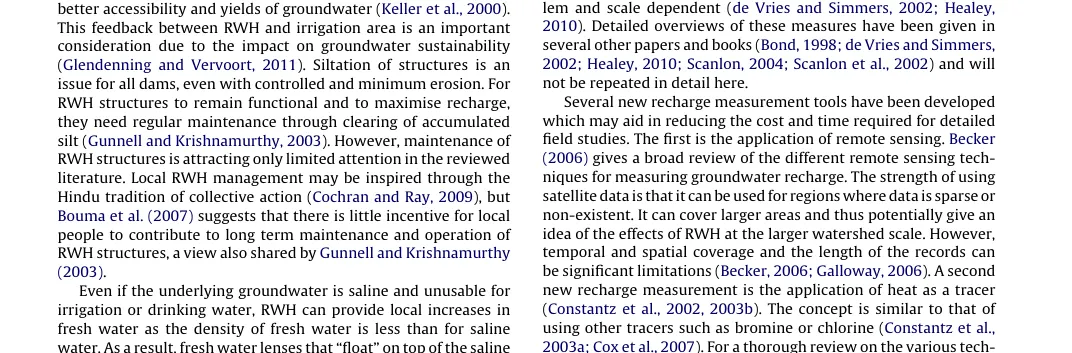 better accessibility and yields of groundwater (Keller et al., 2000).
This feedback between RWH and irrigation area is an important
consideration due to the impact on groundwater sustainability
(Glendenning and Vervoort, 2011). Siltation of structures is an
issue for all dams, even with controlled and minimum erosion. For
RWH structures to remain functional and to maximise recharge,
they need regular maintenance through clearing of accumulated
silt (Gunnell and Krishnamurthy, 2003). However, maintenance of
RWH structures is attracting only limited attention in the reviewed
literature. Local RWH management may be inspired through the
Hindu tradition of collective action (Cochran and Ray, 2009), but
Bouma et al. (2007) suggests that there is little incentive for local
people to contribute to long term maintenance and operation of
RWH structures, a view also shared by Gunnell and Krishnamurthy
(2003).
Even if the underlying groundwater is saline and unusable for
irrigation or drinking water, RWH can provide local increases in
fresh water as the density of fresh water is less than for saline
water. As a result, fresh water lenses that “float” on top of the saline
lem and scale dependent (de Vries and Simmers, 2002; Healey,
2010). Detailed overviews of these measures have been given in
several other papers and books (Bond, 1998; de Vries and Simmers,
2002; Healey, 2010; Scanlon, 2004; Scanlon et al., 2002) and will
not be repeated in detail here.
Several new recharge measurement tools have been developed
which may aid in reducing the cost and time required for detailed
field studies. The first is the application of remote sensing. Becker
(2006) gives a broad review of the different remote sensing tech-
niques for measuring groundwater recharge. The strength of using
satellite data is that it can be used for regions where data is sparse or
non-existent. It can cover larger areas and thus potentially give an
idea of the effects of RWH at the larger watershed scale. However,
temporal and spatial coverage and the length of the records can
be significant limitations (Becker, 2006; Galloway, 2006). A second
new recharge measurement is the application of heat as a tracer
(Constantz et al., 2002, 2003b). The concept is similar to that of
using other tracers such as bromine or chlorine (Constantz et al.,
2003a; Cox et al., 2007). For a thorough review on the various tech-